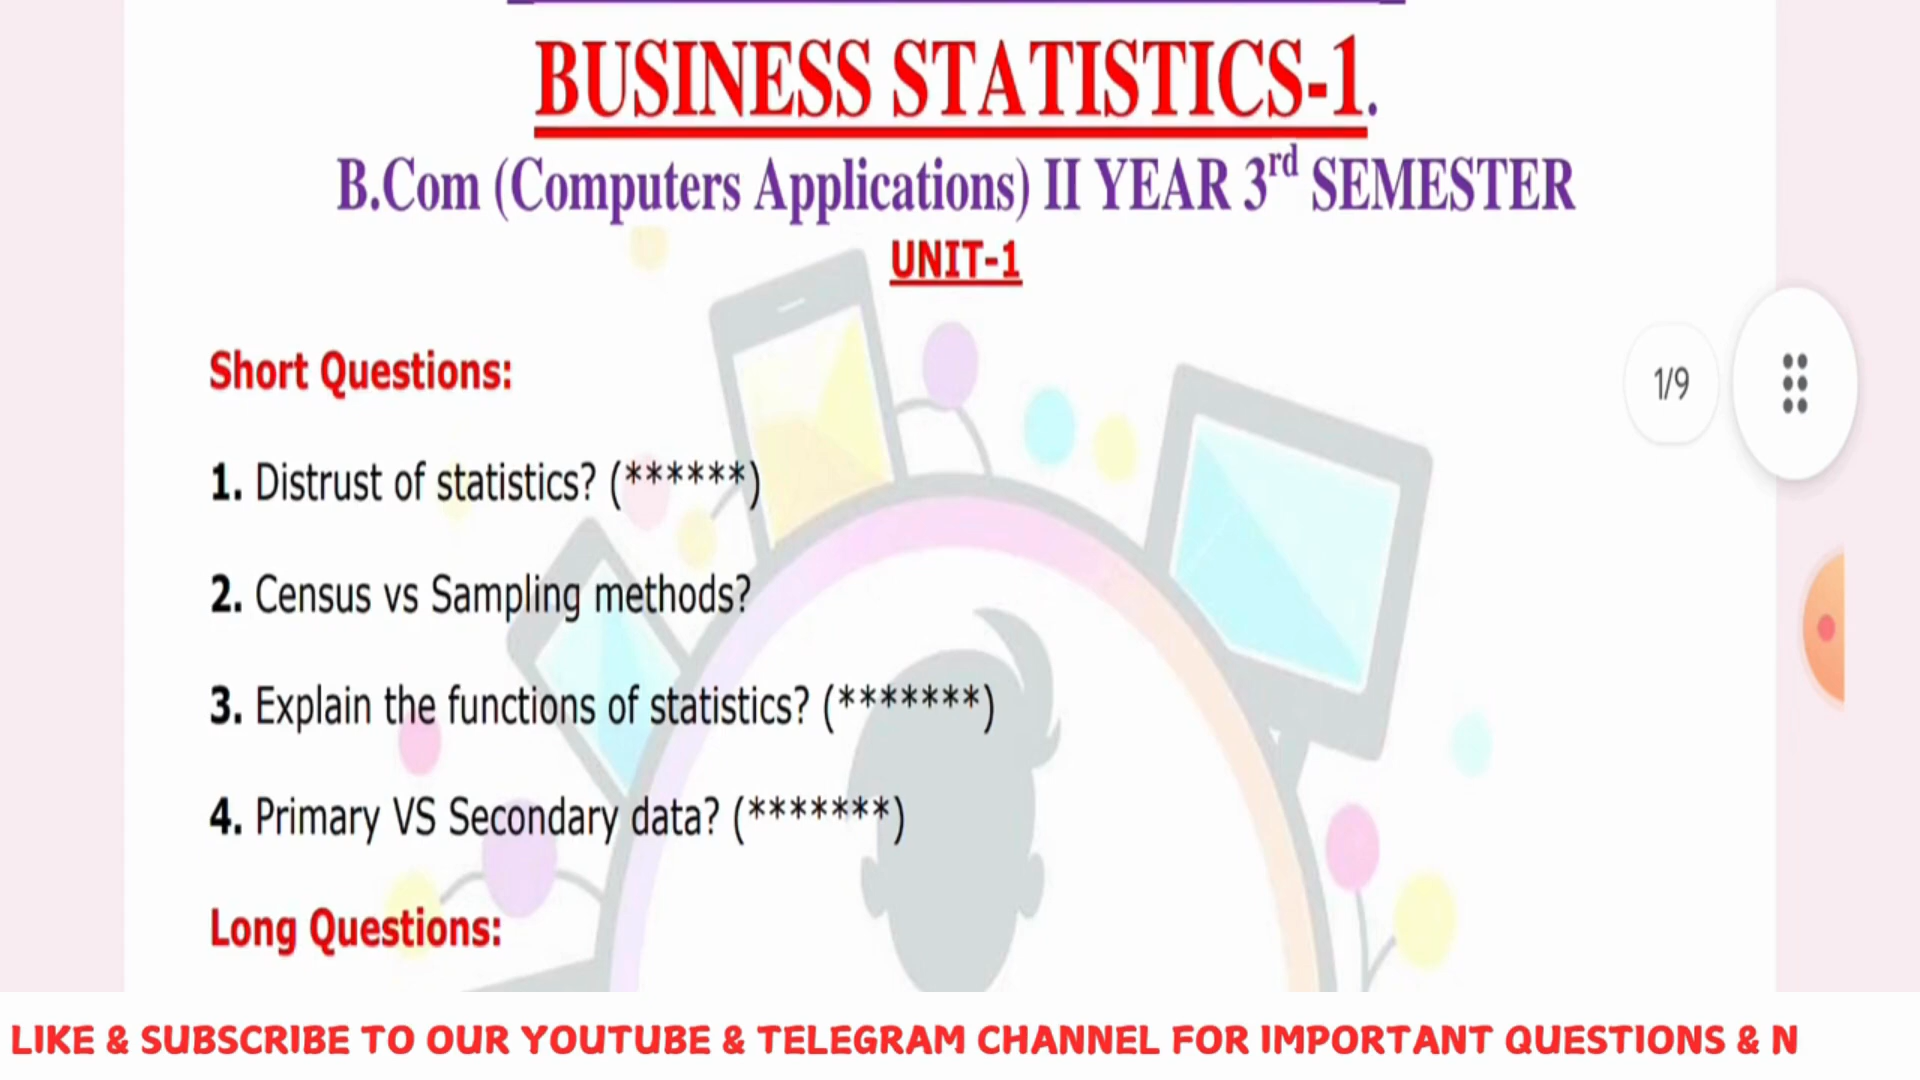 BUSINESS STATISTICS-1.
B.Com (Computers Applications) II YEAR 3rd SEMESTER
UNIT-1
Short Questions:
1/9
1. Distrust of statistics? (******)
2. Census vs Sampling methods?
3. Explain the functions of statistics? (*******)
4. Primary VS Secondary data? (*******)
Long Questions:
LIKE & SUBSCRIBE TO OUR YOUTUBE & TELEGRAM CHANNEL FOR IMPORTANT QUESTIONS & N